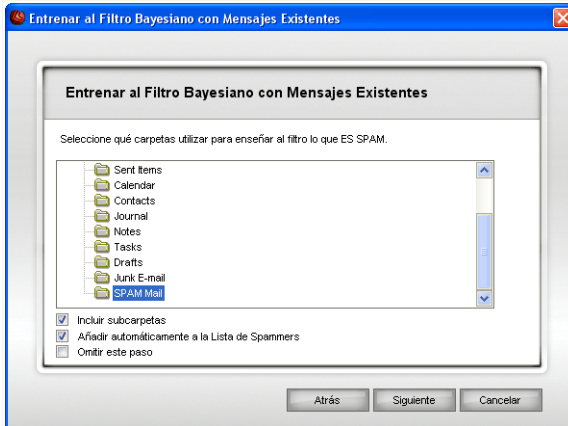 Entrenar al Filtro Bayesiano con Mensajes Existentes
Entrenar al Filtro Bayesiano con Mensajes Existentes
Seleccione qué carpetas utilizar para enseñar al filtro lo que ES SPAM.
Sent Items
Calendar
Contacts
Journal
Notes
Tasks
Drafts
Junk E-mail
SPAM Mail
Incluir subcarpetas
Añadir automáticamente a la Lista de Spammers
Omitir este paso
Atrás Siguiente Cancelar